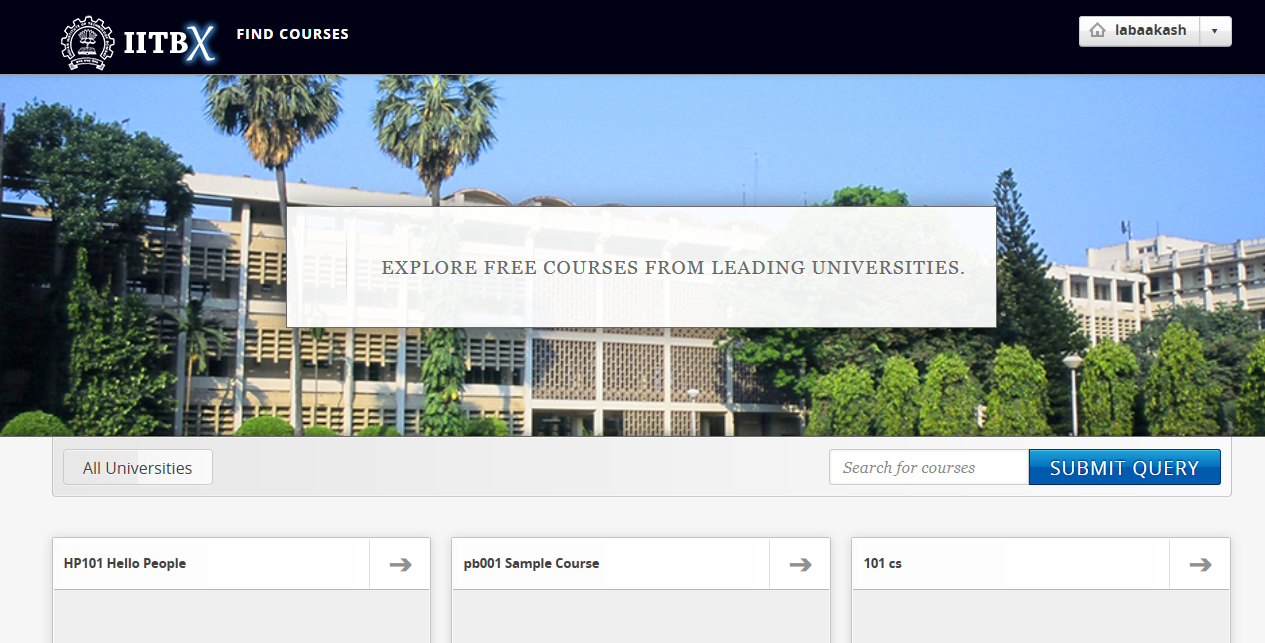 IITBX
FIND COURSES
labaakash
EXPLORE FREE COURSES FROM LEADING UNIVERSITIES.
All Universities
Search for courses
SUBMIT QUERY
HP101 Hello People
pb001 Sample Course
101 cs